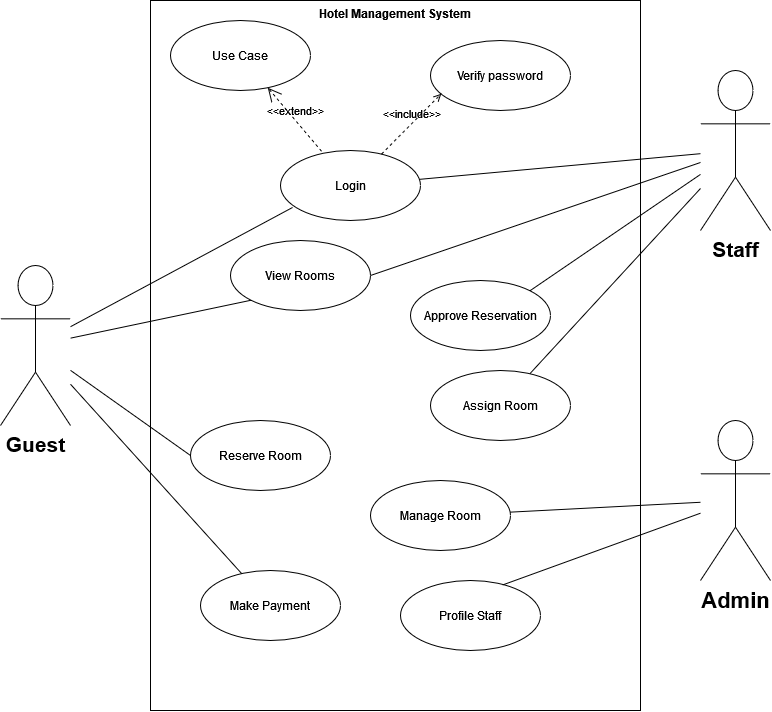 Hotel Management System
Use Case
Verify password
<<extend>>
<<include>>
Login
Staff
View Rooms
Approve Reservation
Assign Room
Guest
Reserve Room
Manage Room
Admin
Make Payment
Profile Staff